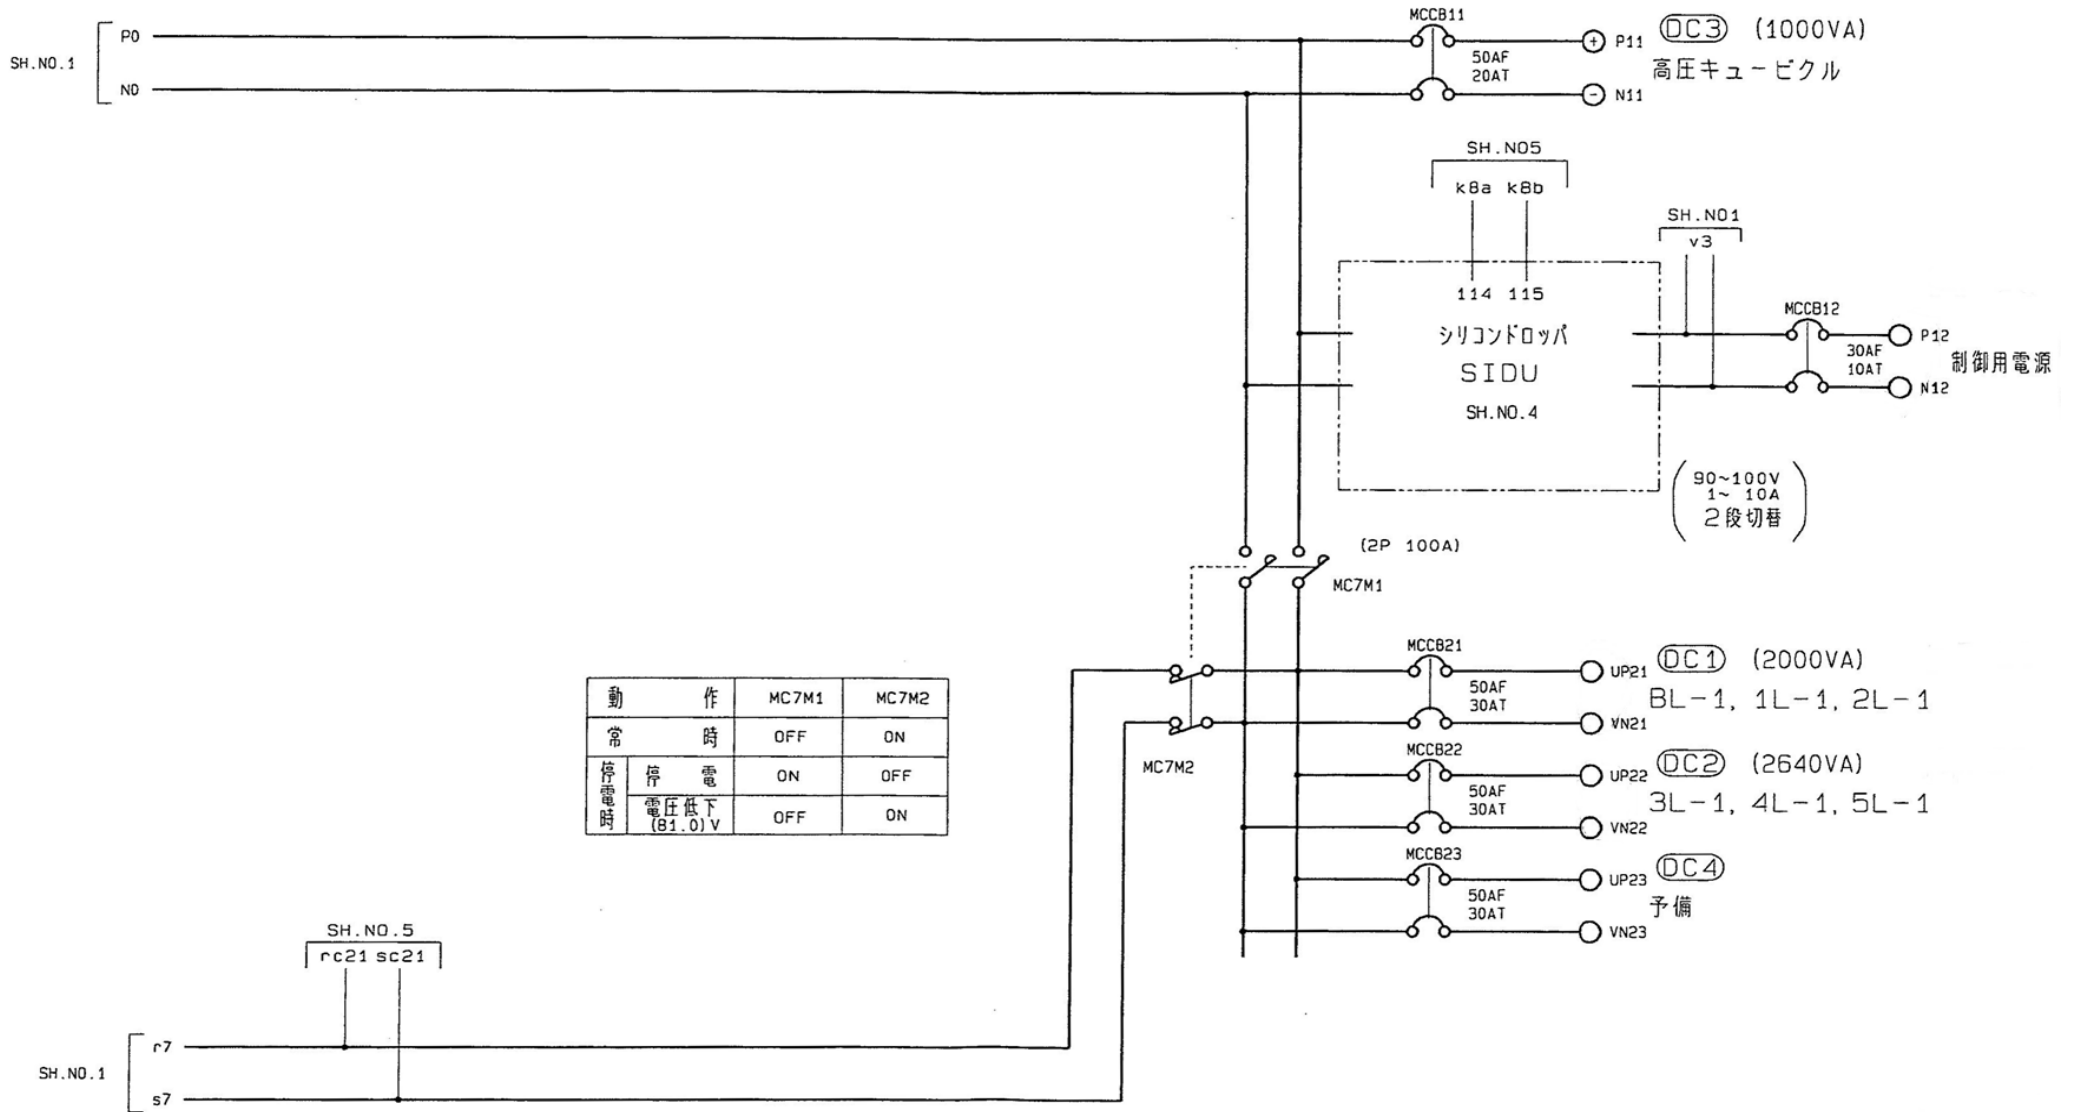 MCCB11
DC3 (1000VA)
P0
P11
SH.NO.1
50AF
20AT
高圧キュービクル
N0
N11
SH.NO5
k8a k8b
SH.NO1
v3
114 115
MCCB12
シリコンドロッパ
P12
30AF
10AT
制御用電源
SIDU
N12
SH.NO.4
90~100V
1~ 10A
2段切替
(2P 100A)
MC7M1
MCCB21
DC1 (2000VA)
UP21
50AF
30AT
BL-1, 1L-1, 2L-1
VN21
動作 MC7M1 MC7M2
常時 OFF ON
停電時 停電 ON OFF
電圧低下 (81.0)V OFF ON
MC7M2
MCCB22
DC2 (2640VA)
UP22
50AF
30AT
3L-1, 4L-1, 5L-1
VN22
MCCB23
DC4
UP23
50AF
30AT
予備
VN23
SH.NO.5
rc21 sc21
r7
SH.NO.1
s7